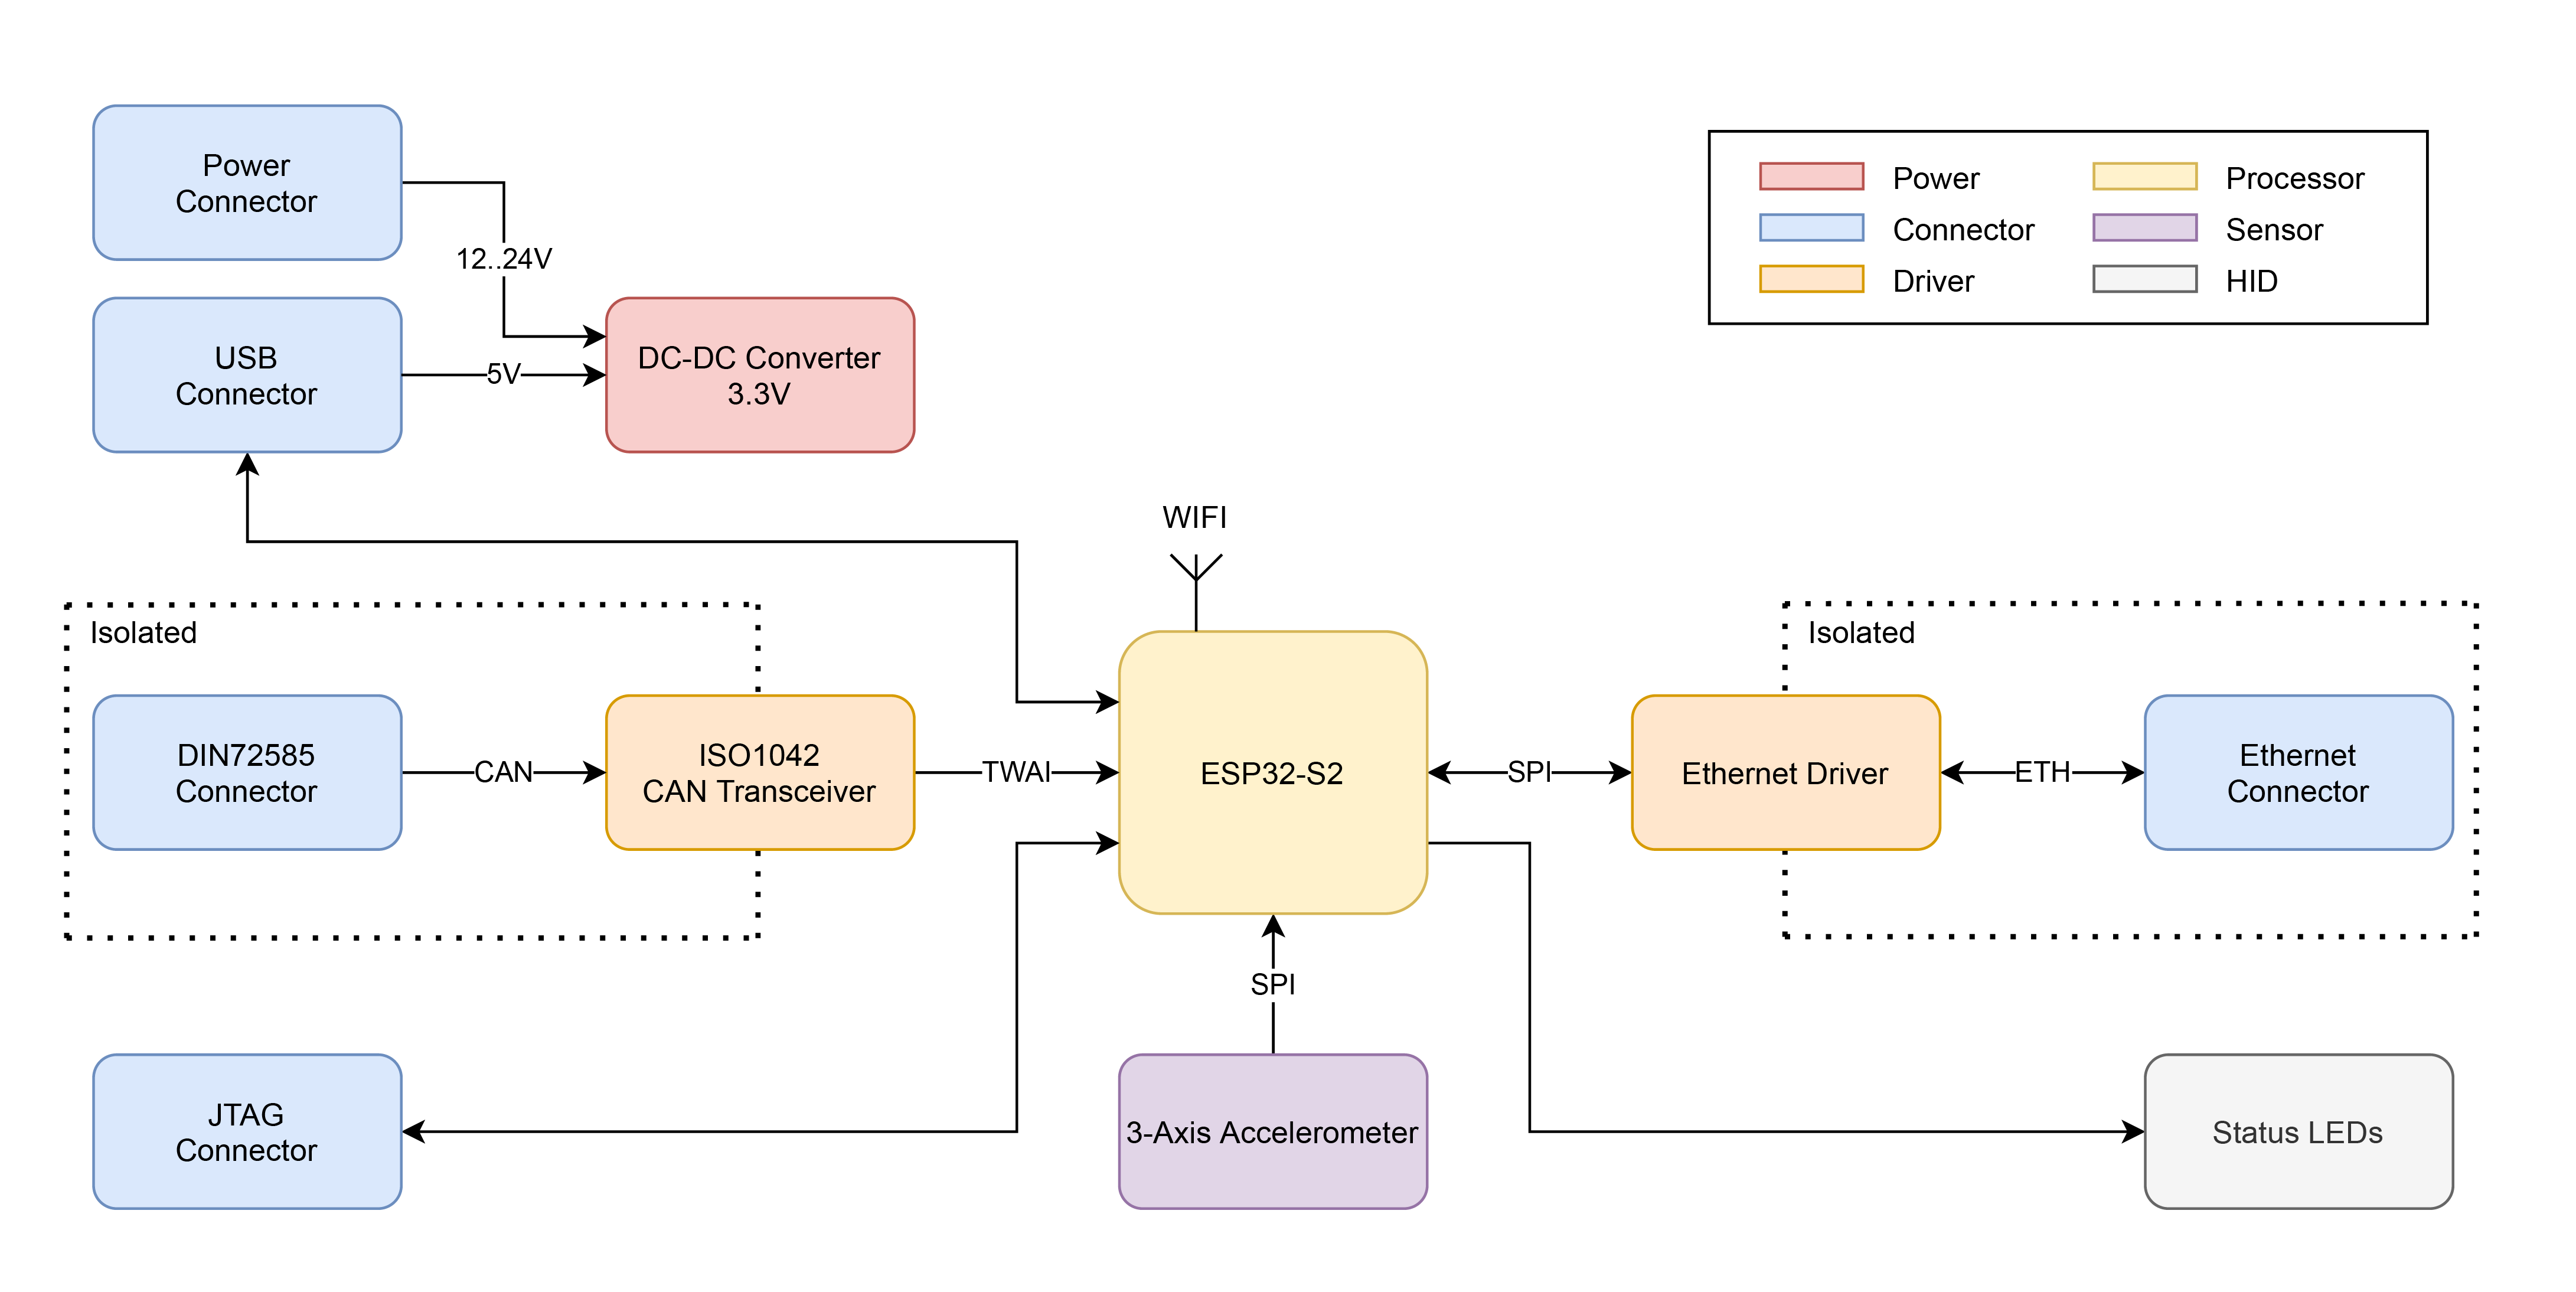 Power
Connector
12..24V
USB
Connector
5V
DC-DC Converter
3.3V
Power
Processor
Connector
Sensor
Driver
HID
WIFI
Isolated
DIN72585
Connector
CAN
ISO1042
CAN Transceiver
TWAI
ESP32-S2
SPI
Isolated
Ethernet Driver
ETH
Ethernet
Connector
SPI
JTAG
Connector
3-Axis Accelerometer
Status LEDs